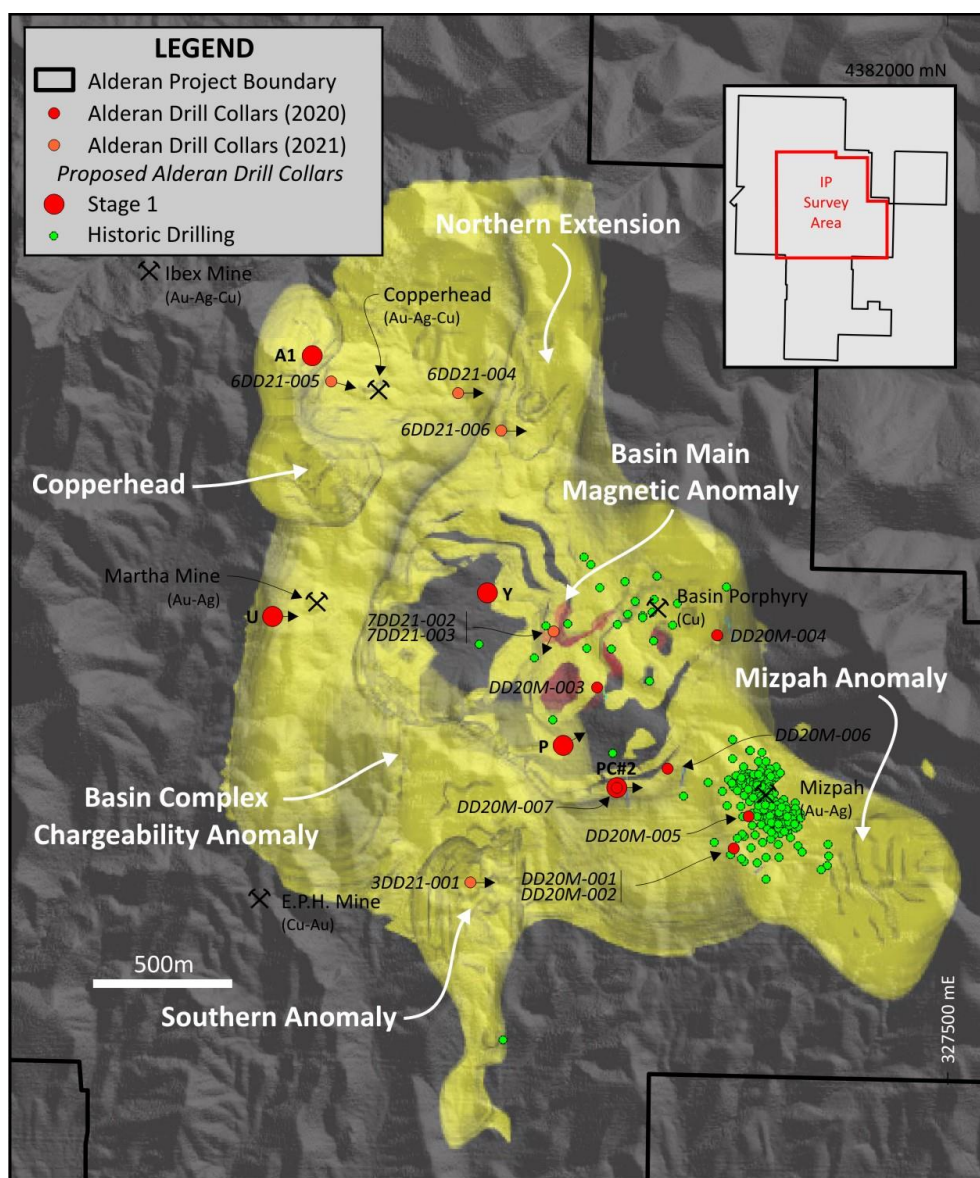 LEGEND
Alderan Project Boundary
Alderan Drill Collars (2020)
Alderan Drill Collars (2021)
Proposed Alderan Drill Collars
Stage 1
Historic Drilling
4382000 mN
IP
Survey
Area
Northern Extension
Ibex Mine
(Au-Ag-Cu)
Copperhead
(Au-Ag-Cu)
A1
6DD21-005
6DD21-004
6DD21-006
Basin Main
Magnetic Anomaly
Copperhead
Martha Mine
(Au-Ag)
U
Y
7DD21-002
7DD21-003
Basin Porphyry
(Cu)
DD20M-004
DD20M-003
Mizpah Anomaly
P
DD20M-006
PC#2
Mizpah
(Au-Ag)
Basin Complex
Chargeability Anomaly
DD20M-007
DD20M-005
3DD21-001
DD20M-001
DD20M-002
E.P.H. Mine
(Cu-Au)
500m
Southern Anomaly
327500 mE